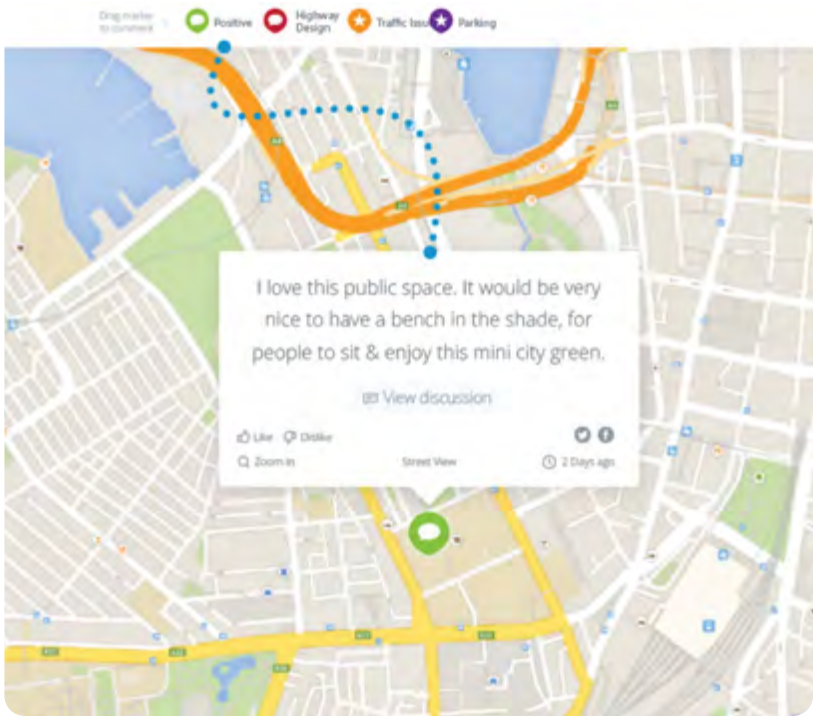 Drag marker
to comment
Positive
Highway
Design
Traffic Issu
Parking
I love this public space. It would be very
nice to have a bench in the shade, for
people to sit & enjoy this mini city green.
View discussion
Like Dislike
Zoom in Street View 2 Days ago